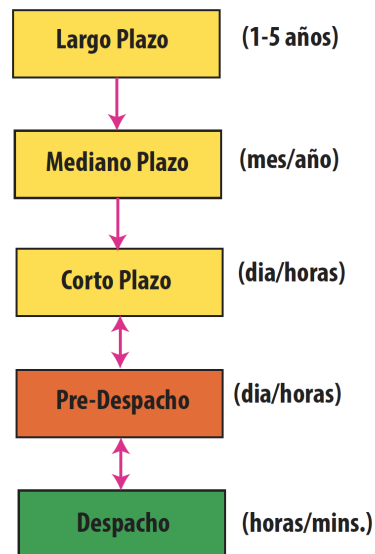 Largo Plazo (1-5 años)
Mediano Plazo (mes/año)
Corto Plazo (dia/horas)
Pre-Despacho (dia/horas)
Despacho (horas/mins.)